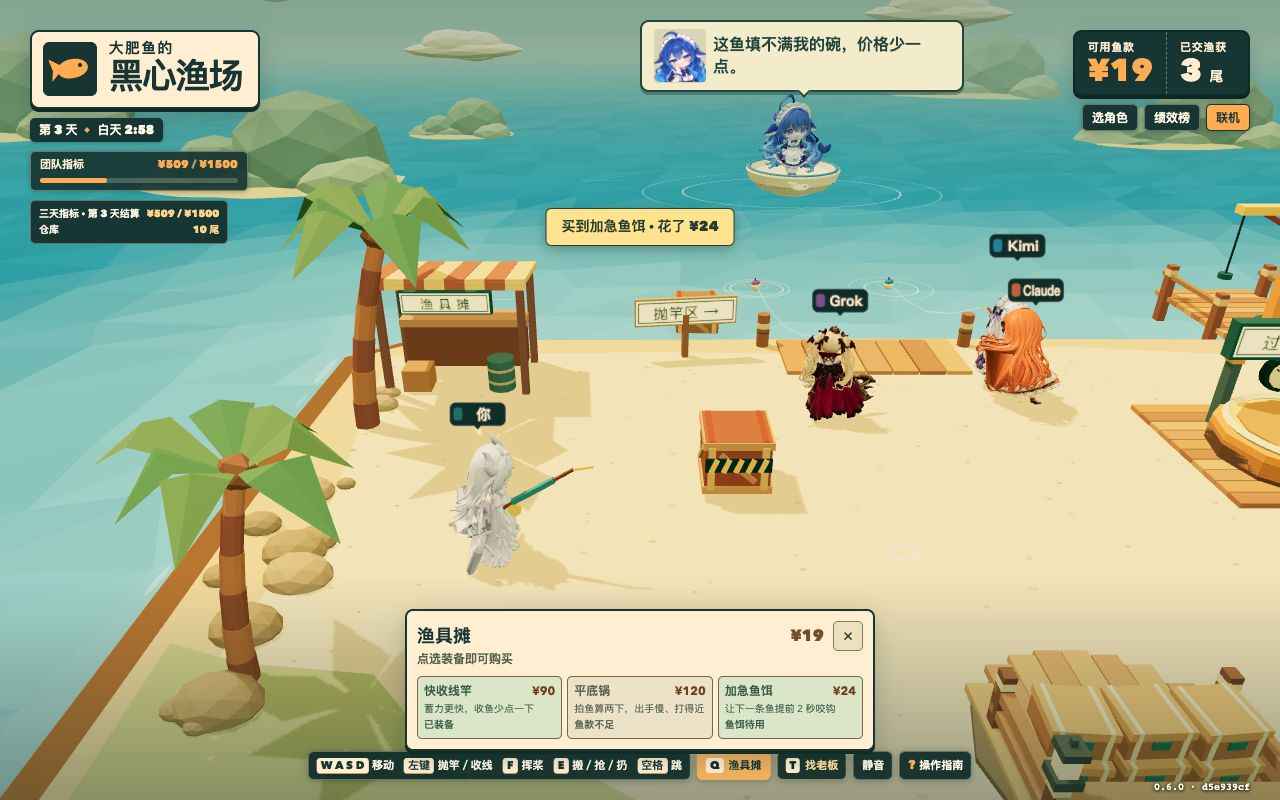 大肥鱼的
黑心渔场
第 3 天 • 白天 2:58
团队指标 ¥509 / ¥1500
三天指标 • 第 3 天结算 ¥509 / ¥1500
仓库 10 尾
这鱼填不满我的碗，价格少一
点。
可用鱼款
¥19
已交渔获
3 尾
选角色
绩效榜
联机
买到加急鱼饵 • 花了 ¥24
Kimi
Claude
Grok
渔具摊
抛竿区 →
过
你
渔具摊 ¥19 ×
点选装备即可购买
快收线竿 ¥90
蓄力更快，收鱼少点一下
已装备
平底锅 ¥120
拍鱼算两下，出手慢、打得近
鱼款不足
加急鱼饵 ¥24
让下一条鱼提前 2 秒咬钩
鱼饵待用
WASD 移动 左键 抛竿 / 收线 F 挥桨 E 搬 / 抢 / 扔 空格 跳 Q 渔具摊 T 找老板 静音 ? 操作指南
0.6.0 · d5e939cf